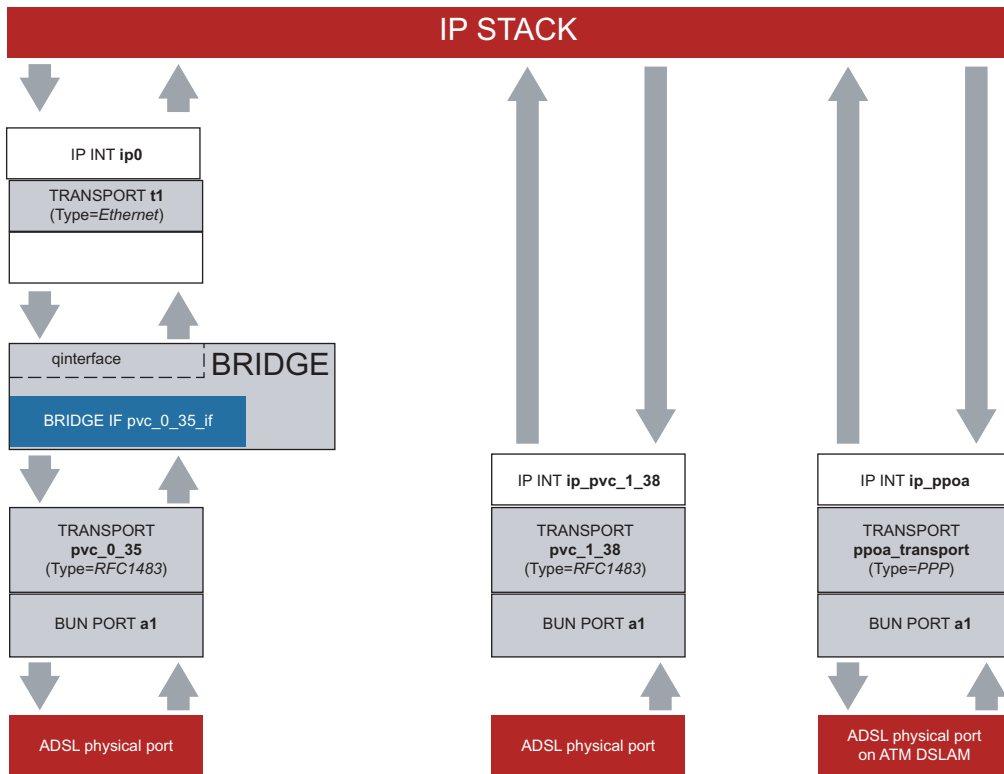 IP STACK
IP INT ip0
TRANSPORT t1
(Type=Ethernet)
qinterface
BRIDGE
BRIDGE IF pvc_0_35_if
TRANSPORT
pvc_0_35
(Type=RFC1483)
BUN PORT a1
ADSL physical port
IP INT ip_pvc_1_38
TRANSPORT
pvc_1_38
(Type=RFC1483)
BUN PORT a1
ADSL physical port
IP INT ip_ppoa
TRANSPORT
ppoa_transport
(Type=PPP)
BUN PORT a1
ADSL physical port
on ATM DSLAM